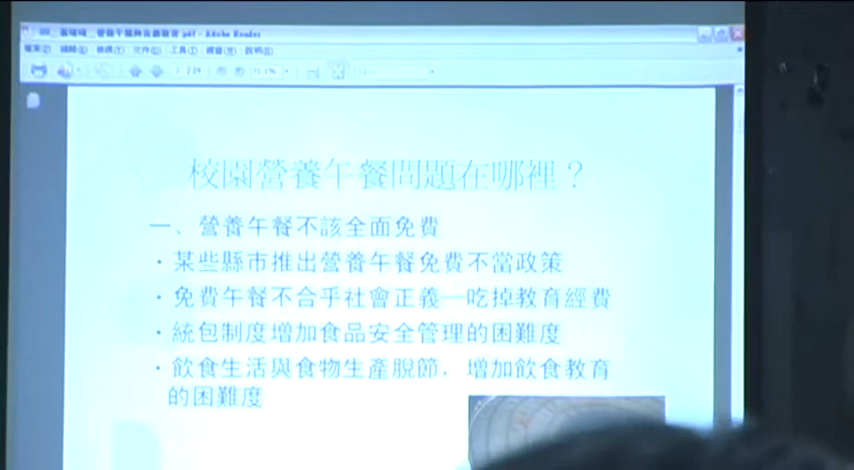 校園營養午餐問題在哪裡？
一、營養午餐不該全面免費
・某些縣市推出營養午餐免費不當政策
・免費午餐不合乎社會正義—吃掉教育經費
・統包制度增加食品安全管理的困難度
・飲食生活與食物生產脫節，增加飲食教育
的困難度